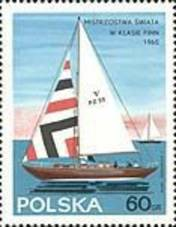 MISTRZOSTWA ŚWIATA
W KLASIE FINN
1965
POLSKA
60 GR